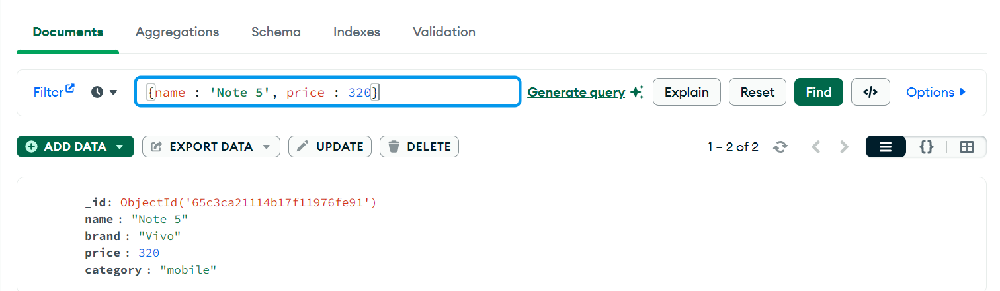 Documents Aggregations Schema Indexes Validation
Filter {name : 'Note 5', price : 320} Generate query Explain Reset Find </> Options
ADD DATA EXPORT DATA UPDATE DELETE 1 – 2 of 2 {}
_id: ObjectId('65c3ca21114b17f11976fe91')
name : "Note 5"
brand : "Vivo"
price : 320
category : "mobile"